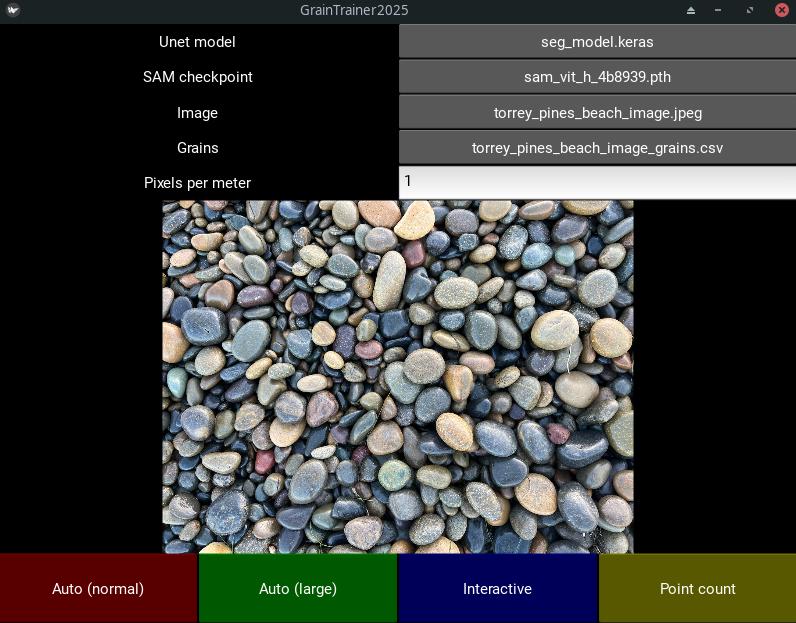 GrainTrainer2025
Unet model seg_model.keras
SAM checkpoint sam_vit_h_4b8939.pth
Image torrey_pines_beach_image.jpeg
Grains torrey_pines_beach_image_grains.csv
Pixels per meter 1
Auto (normal) Auto (large) Interactive Point count